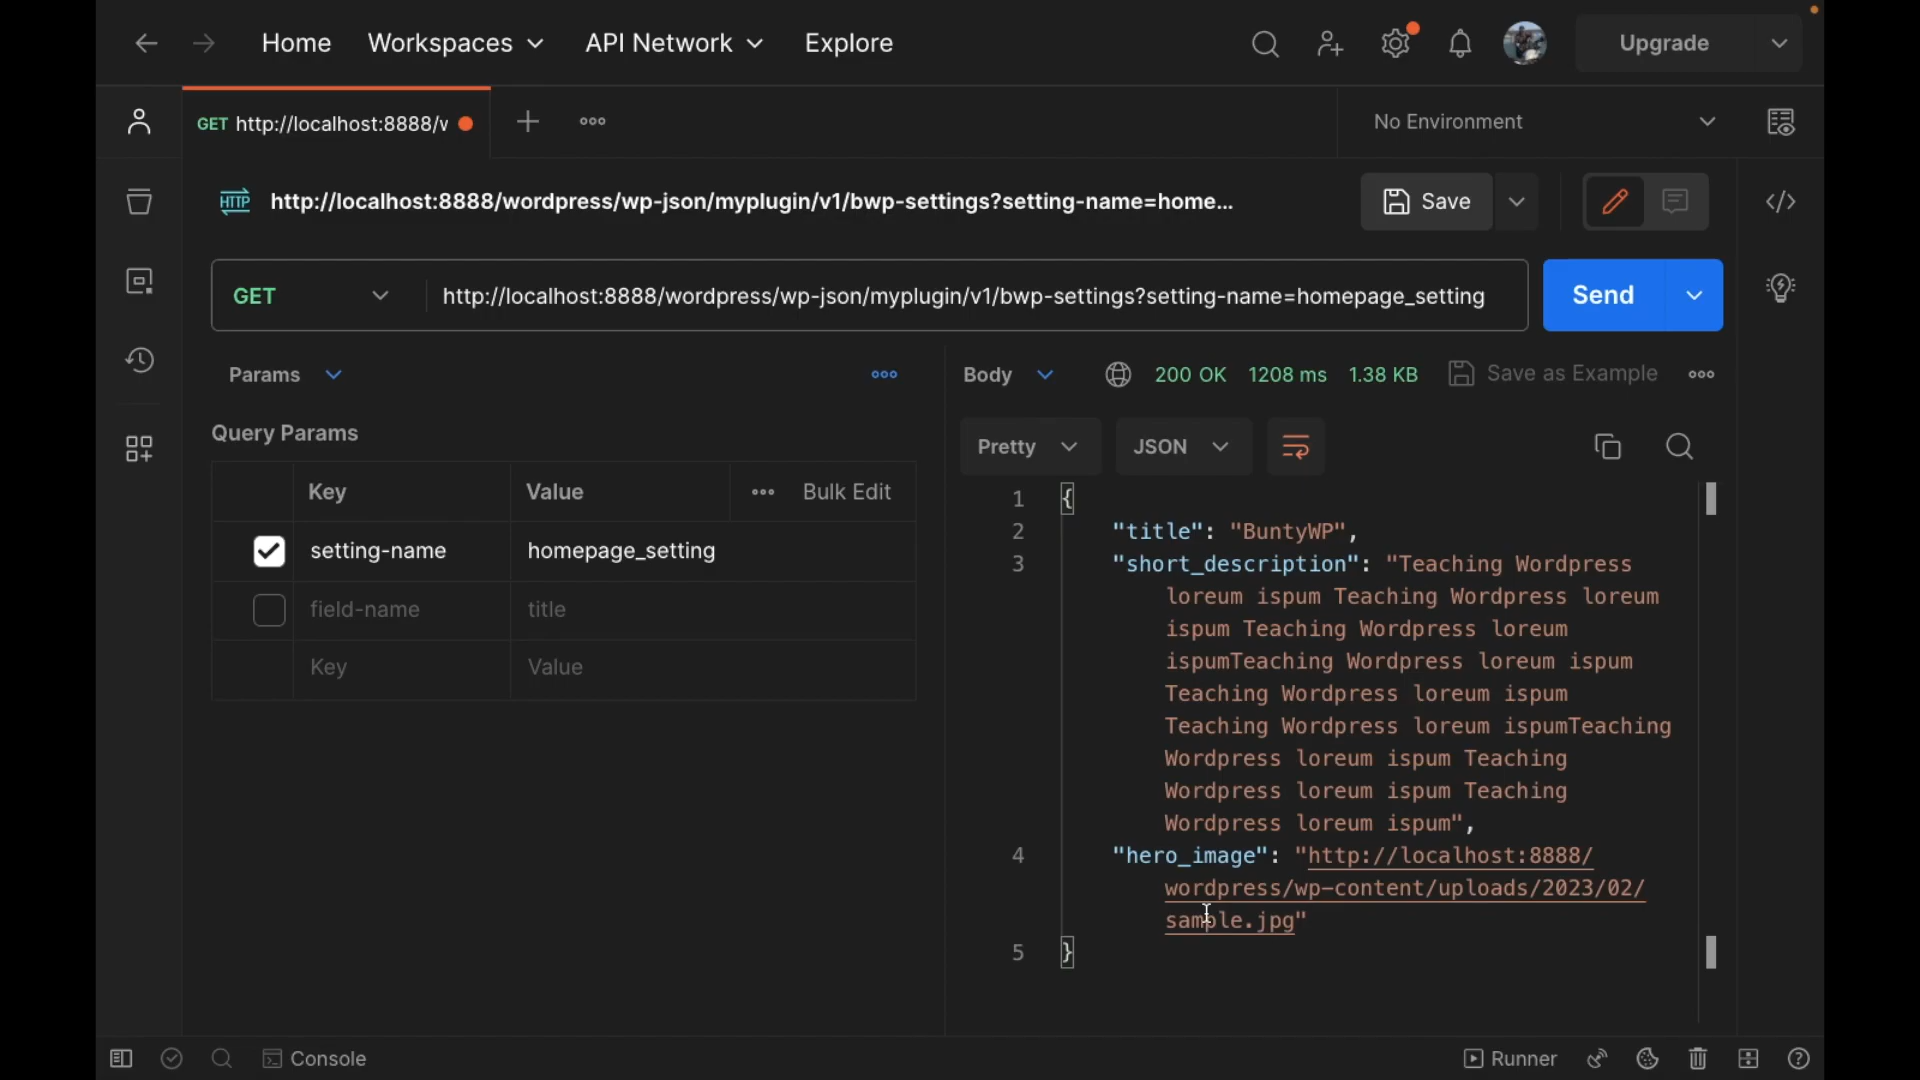 Home Workspaces API Network Explore Upgrade
GET http://localhost:8888/v No Environment
HTTP http://localhost:8888/wordpress/wp-json/myplugin/v1/bwp-settings?setting-name=home... Save
GET http://localhost:8888/wordpress/wp-json/myplugin/v1/bwp-settings?setting-name=homepage_setting Send
Params
Query Params
Key Value Bulk Edit
setting-name homepage_setting
field-name title
Key Value
Body 200 OK 1208 ms 1.38 KB Save as Example
Pretty JSON
1 {
2 "title": "BuntyWP",
3 "short_description": "Teaching Wordpress
loreum ispum Teaching Wordpress loreum
ispum Teaching Wordpress loreum
ispumTeaching Wordpress loreum ispum
Teaching Wordpress loreum ispum
Teaching Wordpress loreum ispumTeaching
Wordpress loreum ispum Teaching
Wordpress loreum ispum Teaching
Wordpress loreum ispum",
4 "hero_image": "http://localhost:8888/
wordpress/wp-content/uploads/2023/02/
sample.jpg"
5 }
Console Runner